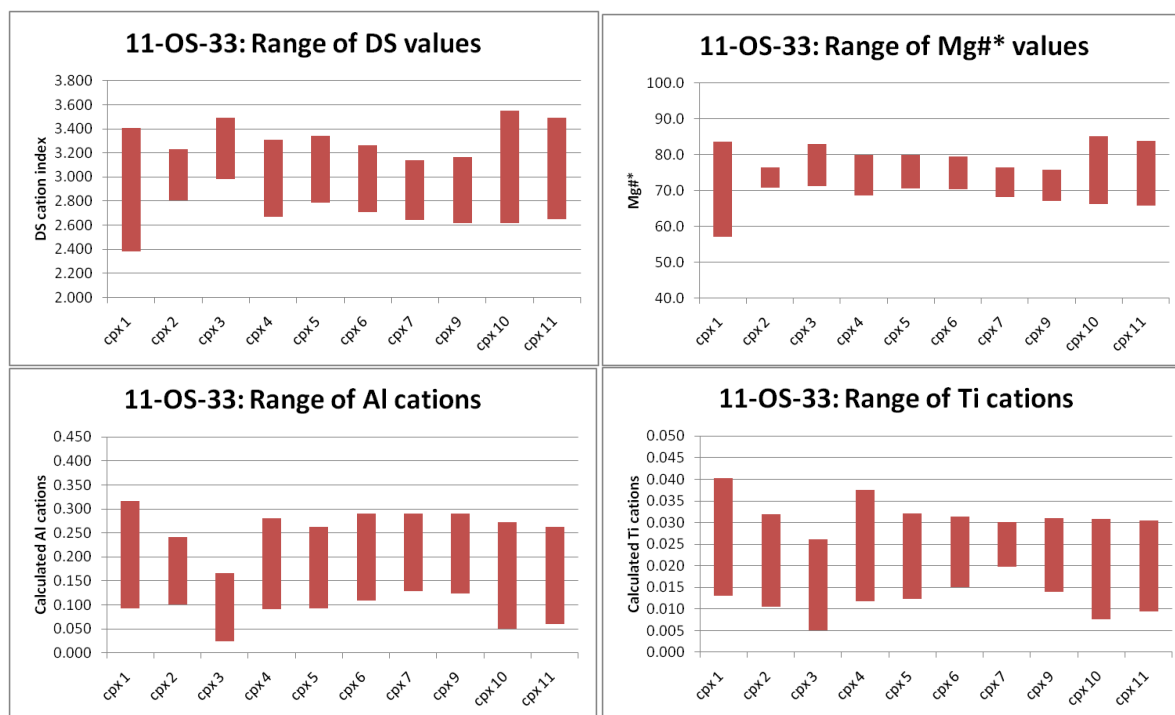 11-OS-33: Range of DS values
DS cation index
3.800
3.600
3.400
3.200
3.000
2.800
2.600
2.400
2.200
2.000
cpx 1
cpx 2
cpx 3
cpx 4
cpx 5
cpx 6
cpx 7
cpx 9
cpx 10
cpx 11
11-OS-33: Range of Mg#* values
Mg#*
100.0
90.0
80.0
70.0
60.0
50.0
40.0
cpx 1
cpx 2
cpx 3
cpx 4
cpx 5
cpx 6
cpx 7
cpx 9
cpx 10
cpx 11
11-OS-33: Range of Al cations
Calculated Al cations
0.450
0.400
0.350
0.300
0.250
0.200
0.150
0.100
0.050
0.000
cpx 1
cpx 2
cpx 3
cpx 4
cpx 5
cpx 6
cpx 7
cpx 9
cpx 10
cpx 11
11-OS-33: Range of Ti cations
Calculated Ti cations
0.050
0.045
0.040
0.035
0.030
0.025
0.020
0.015
0.010
0.005
0.000
cpx 1
cpx 2
cpx 3
cpx 4
cpx 5
cpx 6
cpx 7
cpx 9
cpx 10
cpx 11